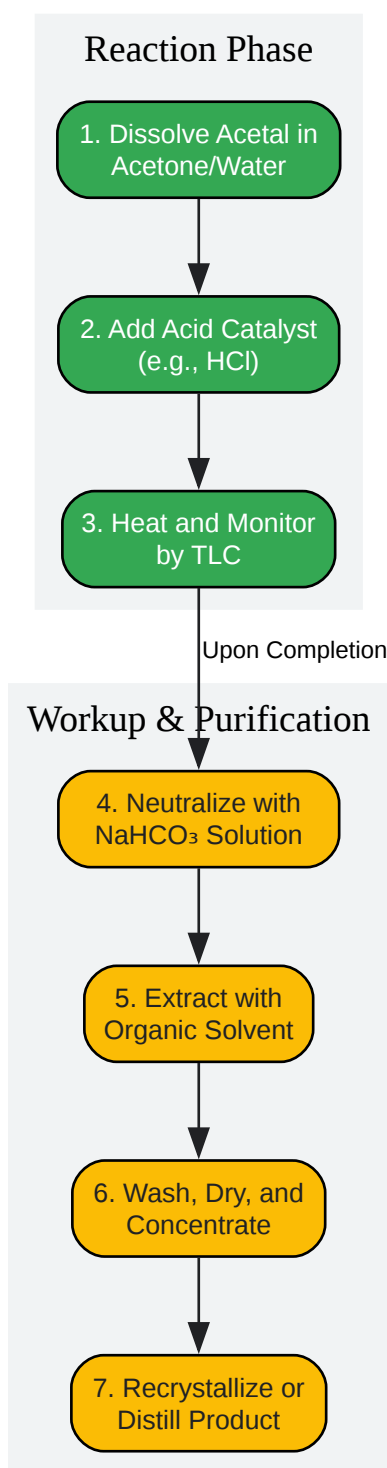 Reaction Phase
1. Dissolve Acetal in
Acetone/Water
2. Add Acid Catalyst
(e.g., HCl)
3. Heat and Monitor
by TLC
Upon Completion
Workup & Purification
4. Neutralize with
NaHCO₃ Solution
5. Extract with
Organic Solvent
6. Wash, Dry, and
Concentrate
7. Recrystallize or
Distill Product